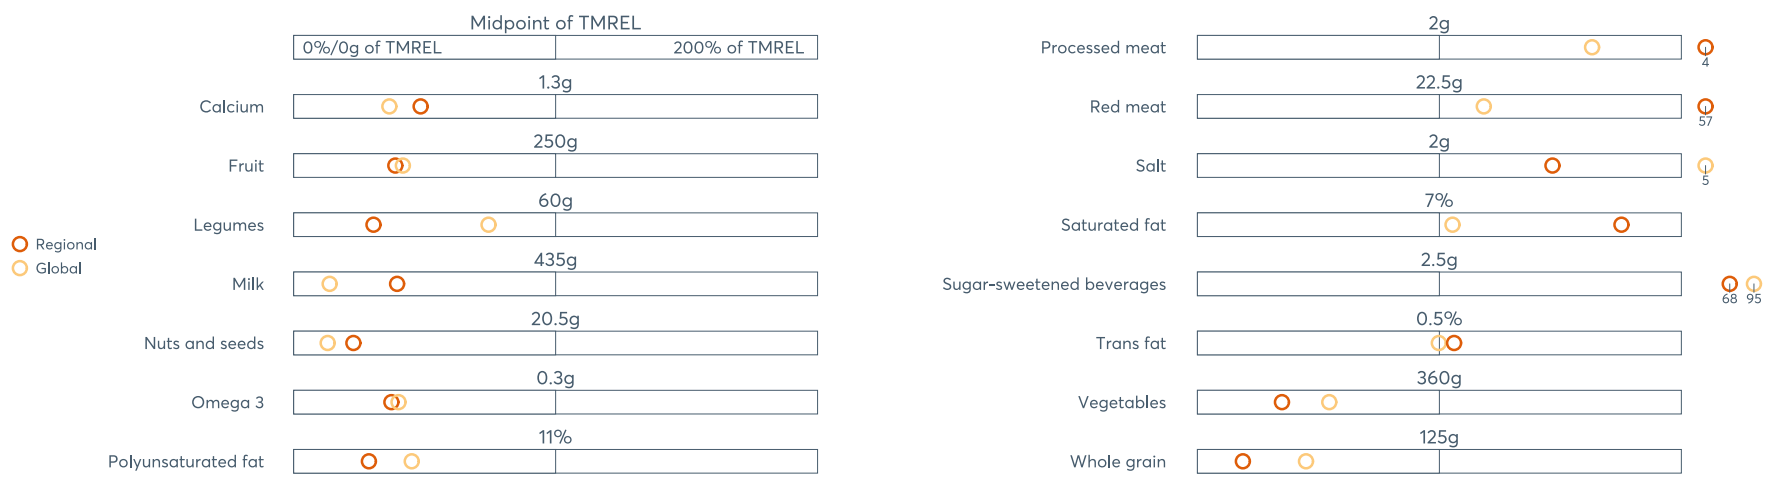 Midpoint of TMREL
0%/0g of TMREL
200% of TMREL
Calcium
1.3g
Fruit
250g
Legumes
60g
Milk
435g
Nuts and seeds
20.5g
Omega 3
0.3g
Polyunsaturated fat
11%
Regional
Global
Processed meat
2g
4
Red meat
22.5g
57
Salt
2g
5
Saturated fat
7%
Sugar-sweetened beverages
2.5g
68 95
Trans fat
0.5%
Vegetables
360g
Whole grain
125g